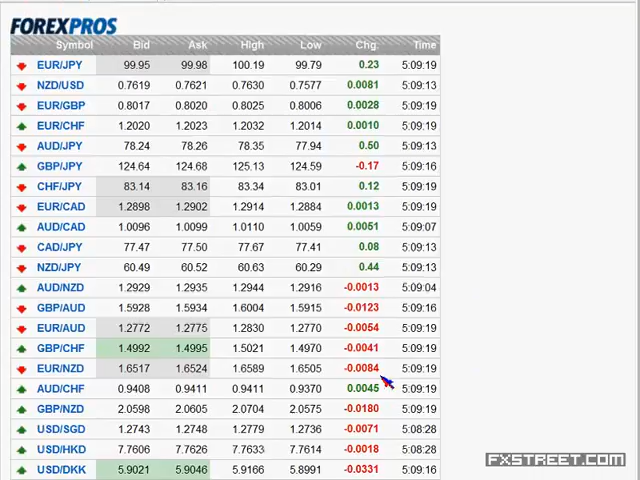 FOREXPROS
Symbol Bid Ask High Low Chg. Time
EUR/JPY 99.95 99.98 100.19 99.79 0.23 5:09:19
NZD/USD 0.7619 0.7621 0.7630 0.7577 0.0081 5:09:13
EUR/GBP 0.8017 0.8020 0.8025 0.8006 0.0028 5:09:19
EUR/CHF 1.2020 1.2023 1.2032 1.2014 0.0010 5:09:19
AUD/JPY 78.24 78.26 78.35 77.94 0.50 5:09:13
GBP/JPY 124.64 124.68 125.13 124.59 -0.17 5:09:16
CHF/JPY 83.14 83.16 83.34 83.01 0.12 5:09:19
EUR/CAD 1.2898 1.2902 1.2914 1.2884 0.0013 5:09:19
AUD/CAD 1.0096 1.0099 1.0110 1.0059 0.0051 5:09:07
CAD/JPY 77.47 77.50 77.67 77.41 0.08 5:09:13
NZD/JPY 60.49 60.52 60.63 60.29 0.44 5:09:13
AUD/NZD 1.2929 1.2935 1.2944 1.2916 -0.0013 5:09:04
GBP/AUD 1.5928 1.5934 1.6004 1.5915 -0.0123 5:09:16
EUR/AUD 1.2772 1.2775 1.2830 1.2770 -0.0054 5:09:19
GBP/CHF 1.4992 1.4995 1.5021 1.4970 -0.0041 5:09:19
EUR/NZD 1.6517 1.6524 1.6589 1.6505 -0.0084 5:09:19
AUD/CHF 0.9408 0.9411 0.9411 0.9370 0.0045 5:09:19
GBP/NZD 2.0598 2.0605 2.0704 2.0575 -0.0180 5:09:19
USD/SGD 1.2743 1.2748 1.2779 1.2736 -0.0071 5:08:28
USD/HKD 7.7606 7.7626 7.7633 7.7614 -0.0018 5:08:28
USD/DKK 5.9021 5.9046 5.9166 5.8991 -0.0331 5:09:16
FXSTREET.COM